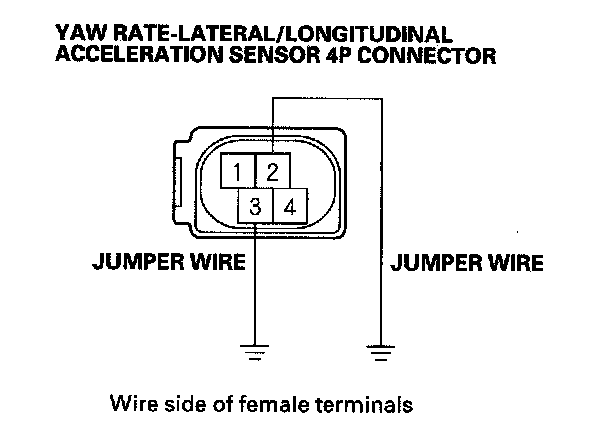 YAW RATE-LATERAL/LONGITUDINAL
ACCELERATION SENSOR 4P CONNECTOR
1 2
3 4
JUMPER WIRE JUMPER WIRE
Wire side of female terminals